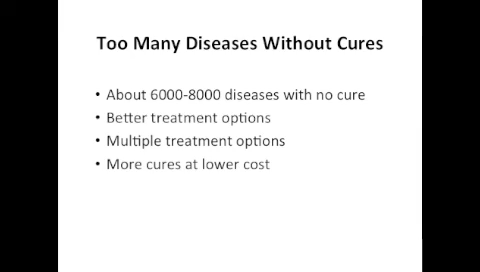 Too Many Diseases Without Cures
• About 6000-8000 diseases with no cure
• Better treatment options
• Multiple treatment options
• More cures at lower cost